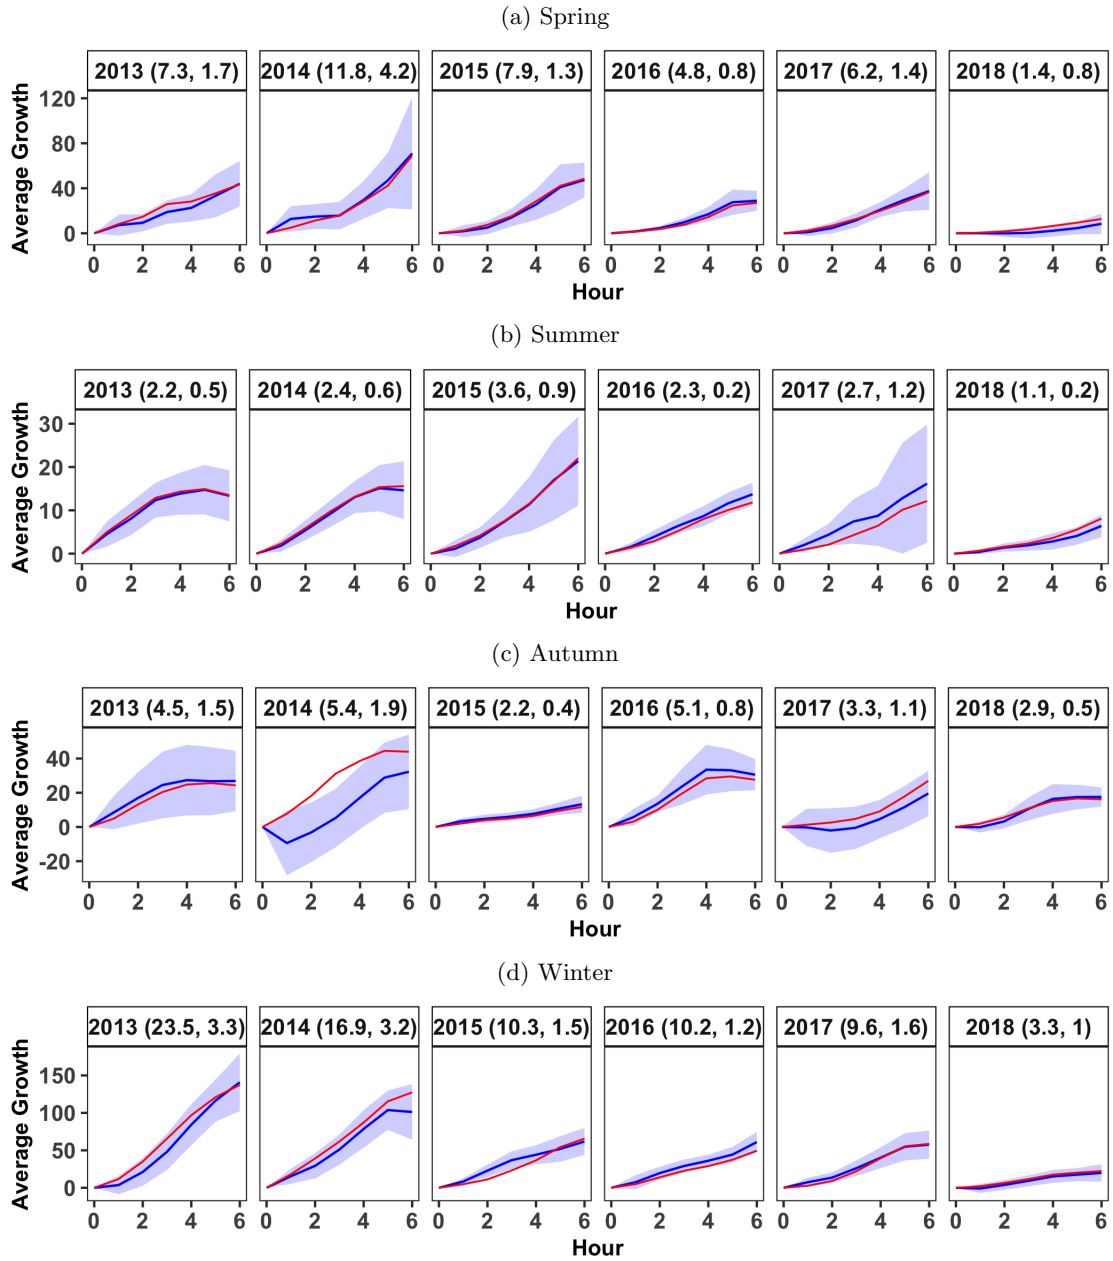 (a) Spring
2013 (7.3, 1.7) 2014 (11.8, 4.2) 2015 (7.9, 1.3) 2016 (4.8, 0.8) 2017 (6.2, 1.4) 2018 (1.4, 0.8)
Average Growth
120
80
40
0
0 2 4 6 0 2 4 6 0 2 4 6 0 2 4 6 0 2 4 6 0 2 4 6
Hour
(b) Summer
2013 (2.2, 0.5) 2014 (2.4, 0.6) 2015 (3.6, 0.9) 2016 (2.3, 0.2) 2017 (2.7, 1.2) 2018 (1.1, 0.2)
Average Growth
30
20
10
0
0 2 4 6 0 2 4 6 0 2 4 6 0 2 4 6 0 2 4 6 0 2 4 6
Hour
(c) Autumn
2013 (4.5, 1.5) 2014 (5.4, 1.9) 2015 (2.2, 0.4) 2016 (5.1, 0.8) 2017 (3.3, 1.1) 2018 (2.9, 0.5)
Average Growth
40
20
0
-20
0 2 4 6 0 2 4 6 0 2 4 6 0 2 4 6 0 2 4 6 0 2 4 6
Hour
(d) Winter
2013 (23.5, 3.3) 2014 (16.9, 3.2) 2015 (10.3, 1.5) 2016 (10.2, 1.2) 2017 (9.6, 1.6) 2018 (3.3, 1)
Average Growth
150
100
50
0
0 2 4 6 0 2 4 6 0 2 4 6 0 2 4 6 0 2 4 6 0 2 4 6
Hour